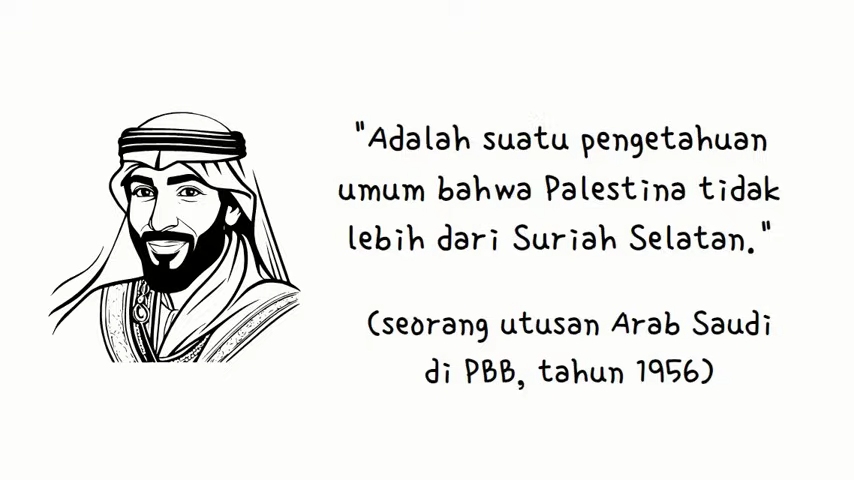 "Adalah suatu pengetahuan
umum bahwa Palestina tidak
lebih dari Suriah Selatan."
(seorang utusan Arab Saudi
di PBB, tahun 1956)